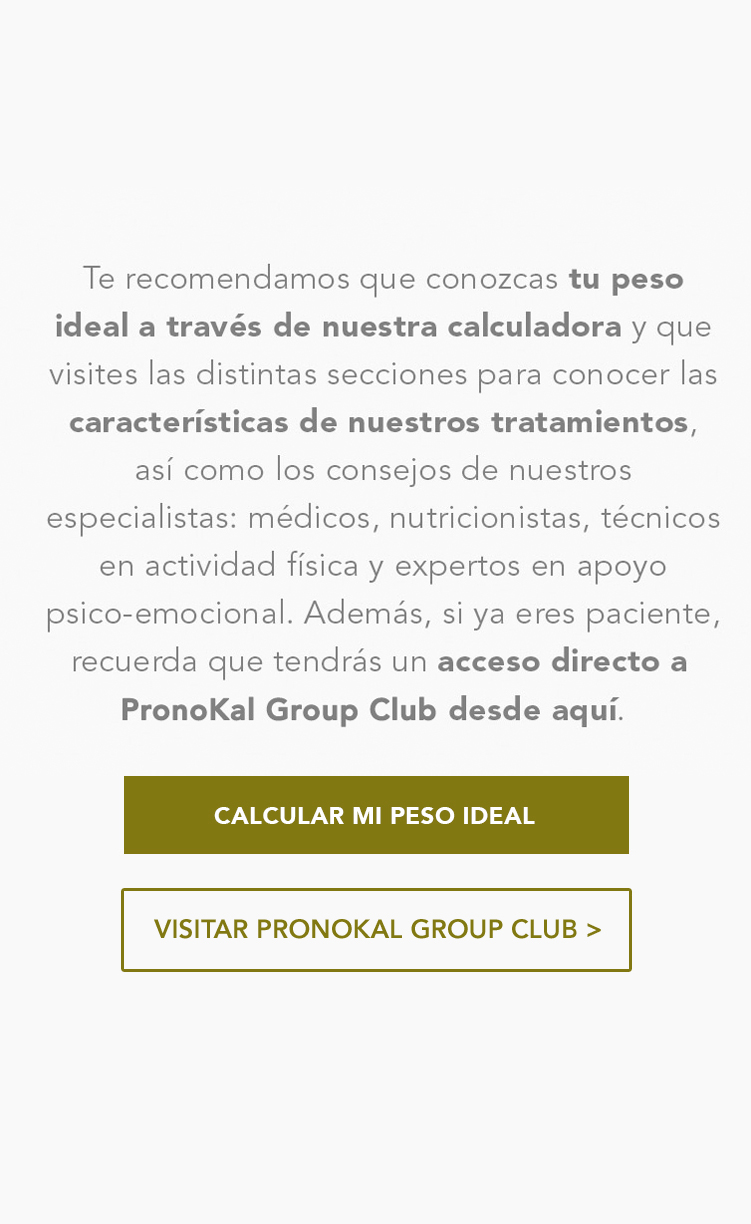 Te recomendamos que conozcas tu peso
ideal a través de nuestra calculadora y que
visites las distintas secciones para conocer las
características de nuestros tratamientos,
así como los consejos de nuestros
especialistas: médicos, nutricionistas, técnicos
en actividad física y expertos en apoyo
psico-emocional. Además, si ya eres paciente,
recuerda que tendrás un acceso directo a
PronoKal Group Club desde aquí.
CALCULAR MI PESO IDEAL
VISITAR PRONOKAL GROUP CLUB >